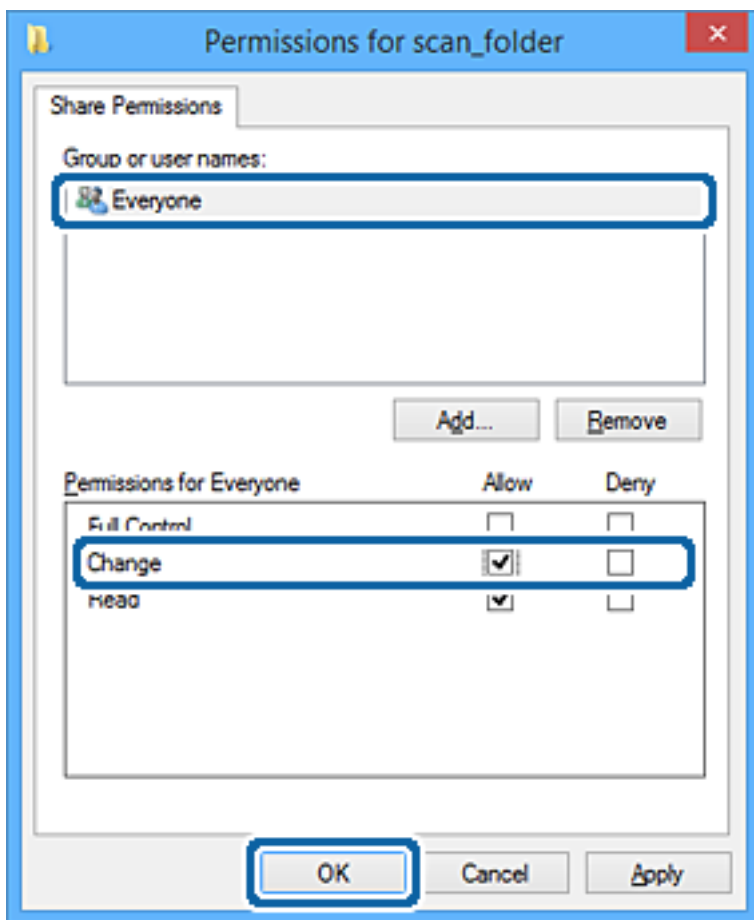 Permissions for scan_folder
Share Permissions
Group or user names:
Everyone
Add... Remove
Permissions for Everyone Allow Deny
Full Control
Change
Read
OK Cancel Apply